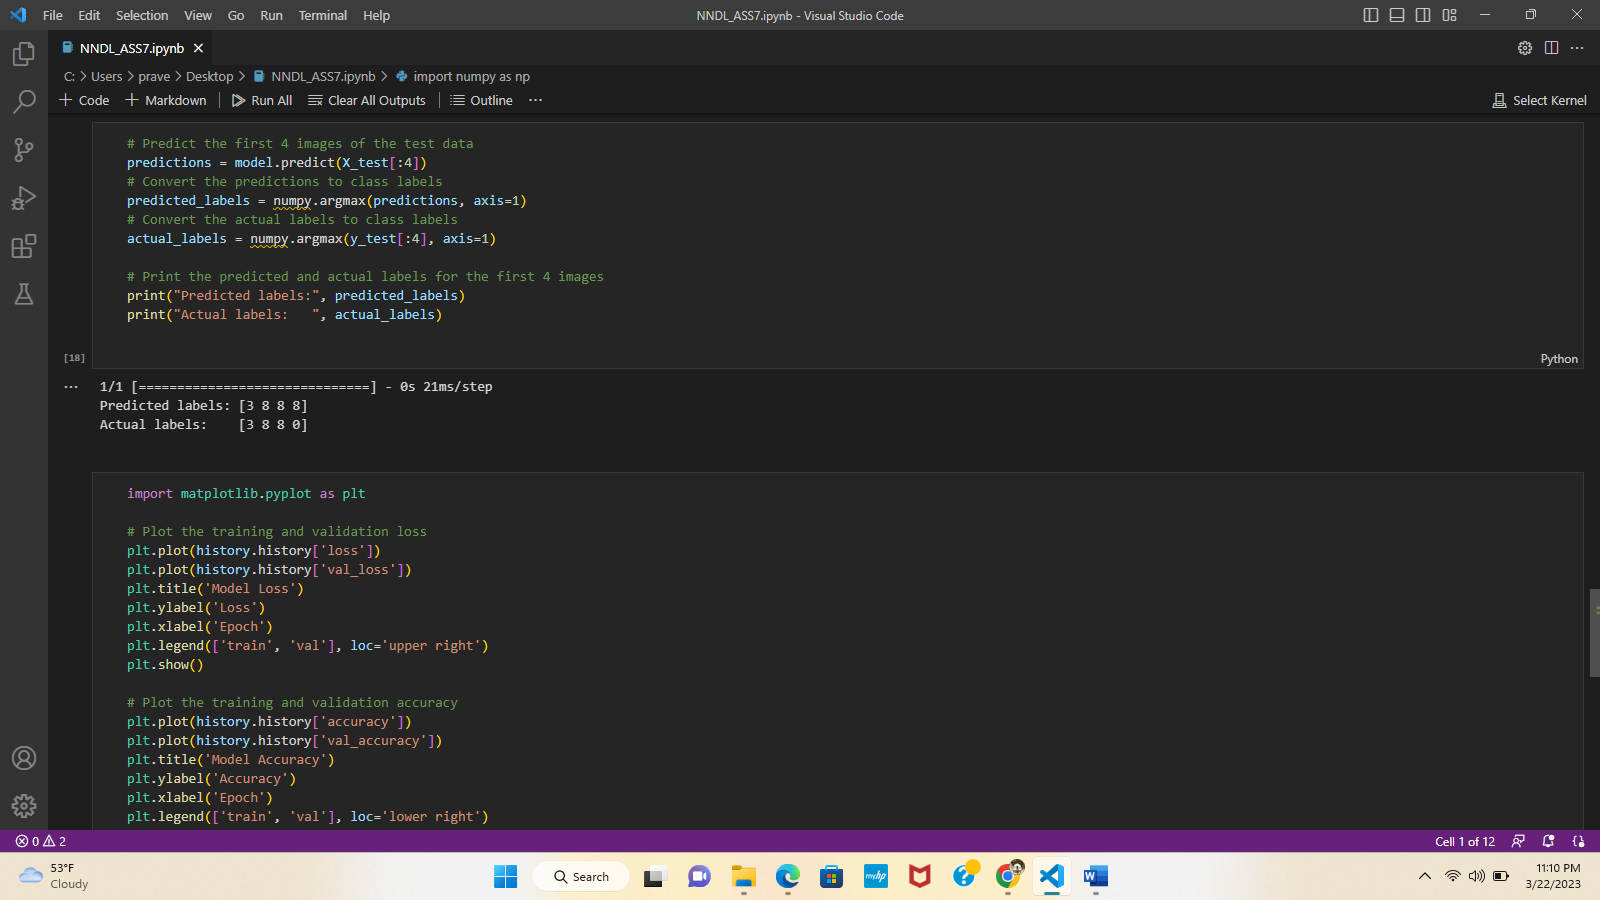 File Edit Selection View Go Run Terminal Help NNDL_ASS7.ipynb - Visual Studio Code
NNDL_ASS7.ipynb
C: > Users > prave > Desktop > NNDL_ASS7.ipynb > import numpy as np
+ Code + Markdown Run All Clear All Outputs Outline ... Select Kernel
# Predict the first 4 images of the test data
predictions = model.predict(X_test[:4])
# Convert the predictions to class labels
predicted_labels = numpy.argmax(predictions, axis=1)
# Convert the actual labels to class labels
actual_labels = numpy.argmax(y_test[:4], axis=1)
# Print the predicted and actual labels for the first 4 images
print("Predicted labels:", predicted_labels)
print("Actual labels:   ", actual_labels)
[18] Python
1/1 [==============================] - 0s 21ms/step
Predicted labels: [3 8 8 8]
Actual labels:    [3 8 8 0]
import matplotlib.pyplot as plt
# Plot the training and validation loss
plt.plot(history.history['loss'])
plt.plot(history.history['val_loss'])
plt.title('Model Loss')
plt.ylabel('Loss')
plt.xlabel('Epoch')
plt.legend(['train', 'val'], loc='upper right')
plt.show()
# Plot the training and validation accuracy
plt.plot(history.history['accuracy'])
plt.plot(history.history['val_accuracy'])
plt.title('Model Accuracy')
plt.ylabel('Accuracy')
plt.xlabel('Epoch')
plt.legend(['train', 'val'], loc='lower right')
0 2 Cell 1 of 12
53°F
Cloudy
Search
myhp
W
11:10 PM
3/22/2023